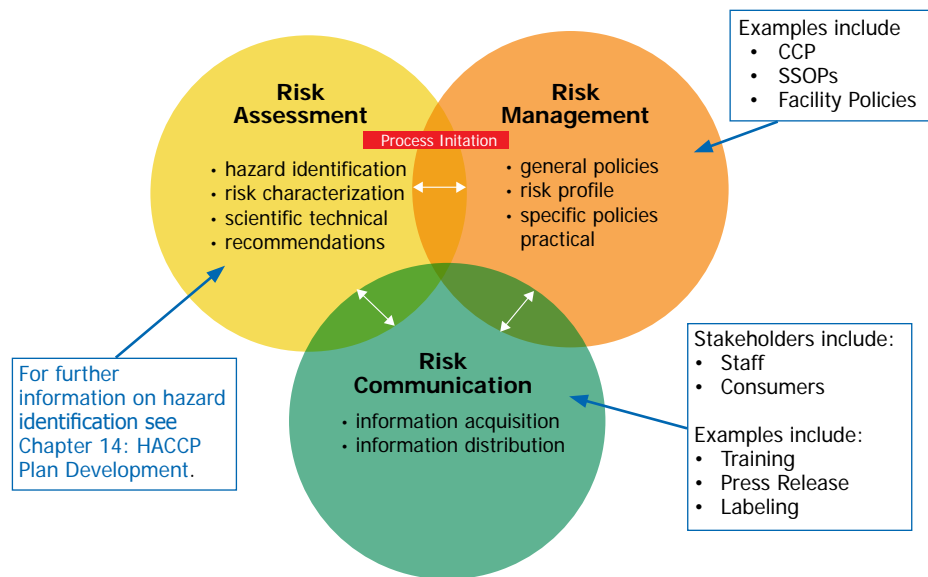 Risk
Assessment
• hazard identification
• risk characterization
• scientific technical
• recommendations
Process Initation
Risk
Management
• general policies
• risk profile
• specific policies
practical
Examples include
• CCP
• SSOPs
• Facility Policies
For further
information on hazard
identification see
Chapter 14: HACCP
Plan Development.
Risk
Communication
• information acquisition
• information distribution
Stakeholders include:
• Staff
• Consumers
Examples include:
• Training
• Press Release
• Labeling